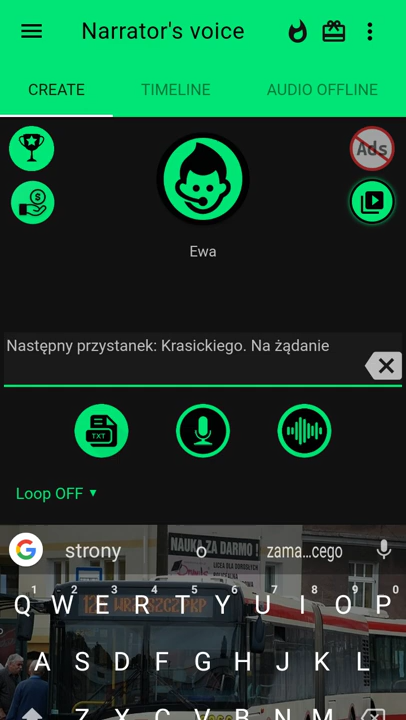 Narrator's voice
CREATE TIMELINE AUDIO OFFLINE
Ads
Ewa
Następny przystanek: Krasickiego. Na żądanie
TXT
Loop OFF
strony o zama...cego
NAUKA ZA DARMO!
1 2 3 4 5 6 7 8 9 0
Q W E R T Y U I O P
A S D F G H J K L
Z X C V B N M